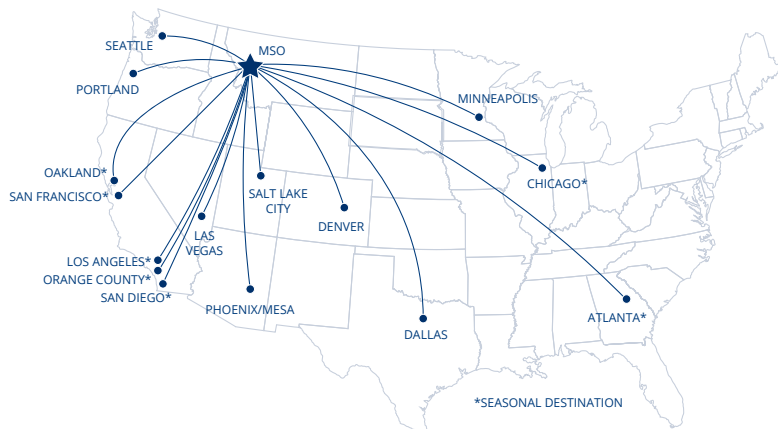 SEATTLE
MSO
PORTLAND
MINNEAPOLIS
OAKLAND*
CHICAGO*
SAN FRANCISCO*
SALT LAKE
CITY
DENVER
LAS
VEGAS
LOS ANGELES*
ORANGE COUNTY*
SAN DIEGO*
PHOENIX/MESA
ATLANTA*
DALLAS
*SEASONAL DESTINATION